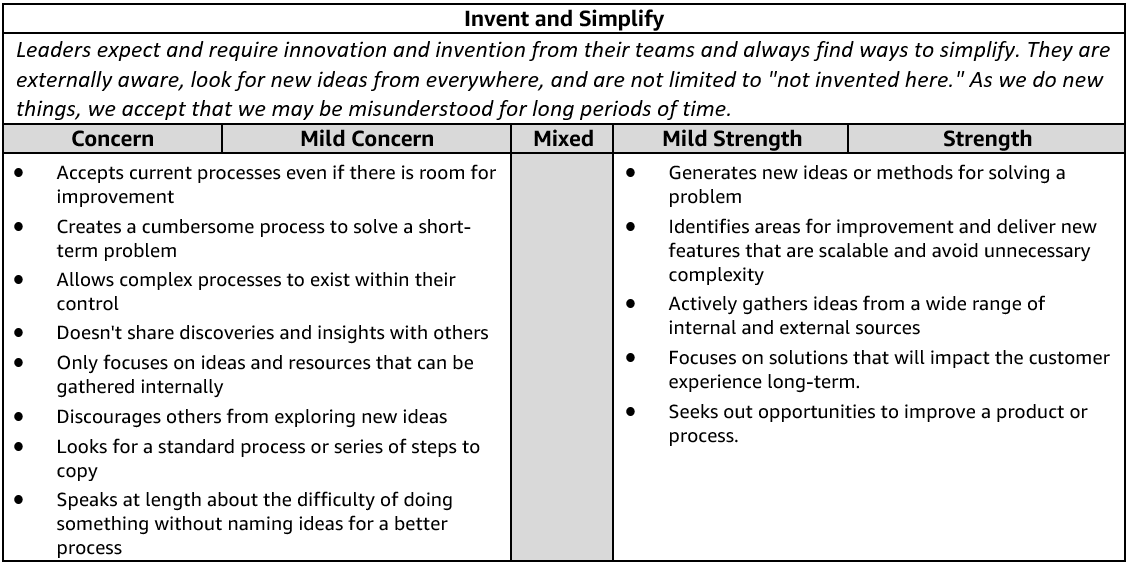 Invent and Simplify
Leaders expect and require innovation and invention from their teams and always find ways to simplify. They are
externally aware, look for new ideas from everywhere, and are not limited to "not invented here." As we do new
things, we accept that we may be misunderstood for long periods of time.
Concern Mild Concern Mixed Mild Strength Strength
● Accepts current processes even if there is room for
improvement
● Creates a cumbersome process to solve a short-
term problem
● Allows complex processes to exist within their
control
● Doesn't share discoveries and insights with others
● Only focuses on ideas and resources that can be
gathered internally
● Discourages others from exploring new ideas
● Looks for a standard process or series of steps to
copy
● Speaks at length about the difficulty of doing
something without naming ideas for a better
process
● Generates new ideas or methods for solving a
problem
● Identifies areas for improvement and deliver new
features that are scalable and avoid unnecessary
complexity
● Actively gathers ideas from a wide range of
internal and external sources
● Focuses on solutions that will impact the customer
experience long-term.
● Seeks out opportunities to improve a product or
process.